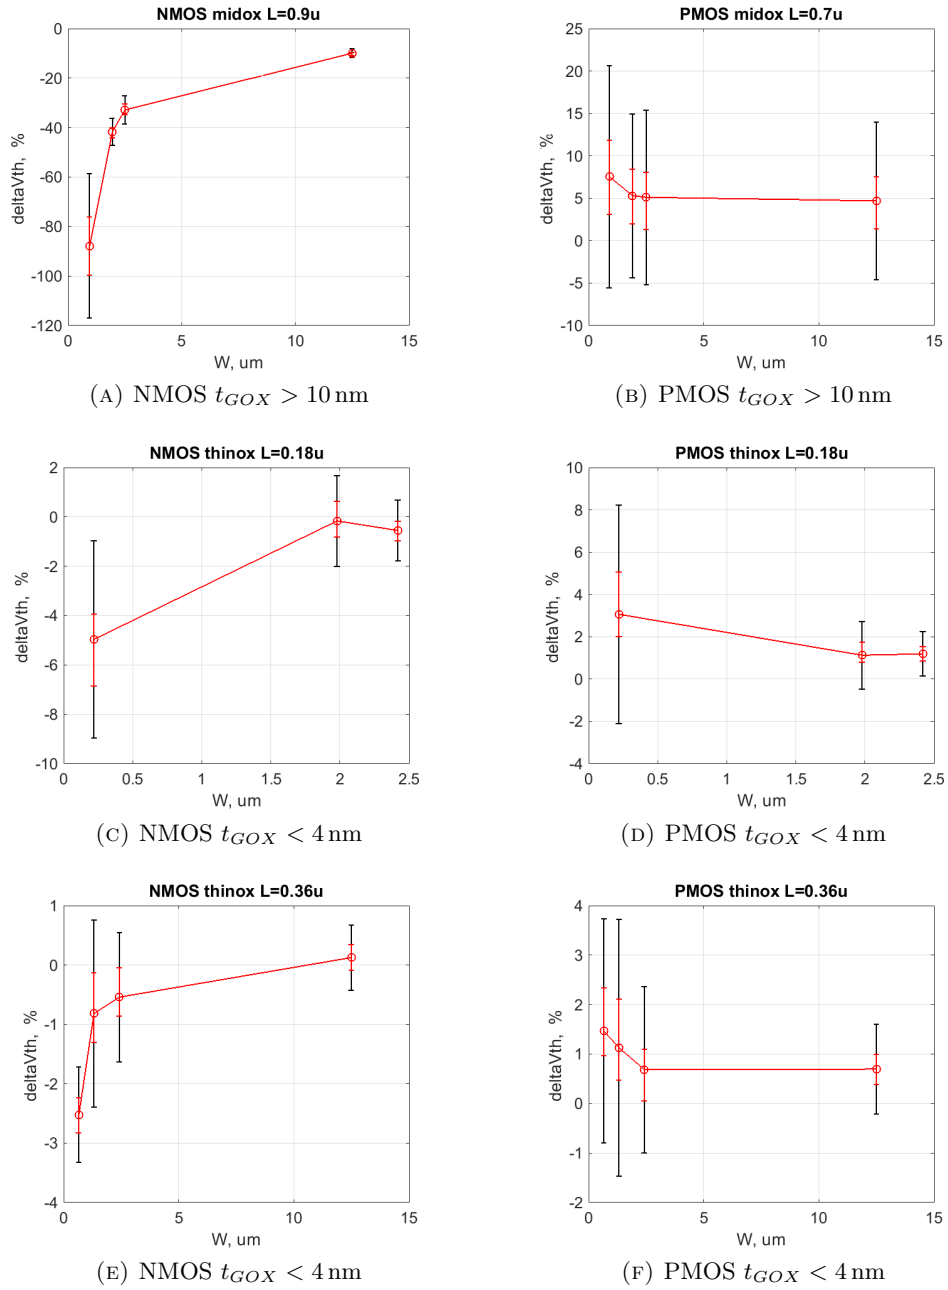 NMOS midox L=0.9u
0
-20
-40
-60
-80
-100
-120
deltaVth, %
0 5 10 15
W, um
(A) NMOS t_GOX > 10 nm
PMOS midox L=0.7u
25
20
15
10
5
0
-5
-10
deltaVth, %
0 5 10 15
W, um
(B) PMOS t_GOX > 10 nm
NMOS thinox L=0.18u
2
0
-2
-4
-6
-8
-10
deltaVth, %
0 0.5 1 1.5 2 2.5
W, um
(C) NMOS t_GOX < 4 nm
PMOS thinox L=0.18u
10
8
6
4
2
0
-2
-4
deltaVth, %
0 0.5 1 1.5 2 2.5
W, um
(D) PMOS t_GOX < 4 nm
NMOS thinox L=0.36u
1
0
-1
-2
-3
-4
deltaVth, %
0 5 10 15
W, um
(E) NMOS t_GOX < 4 nm
PMOS thinox L=0.36u
4
3
2
1
0
-1
-2
deltaVth, %
0 5 10 15
W, um
(F) PMOS t_GOX < 4 nm